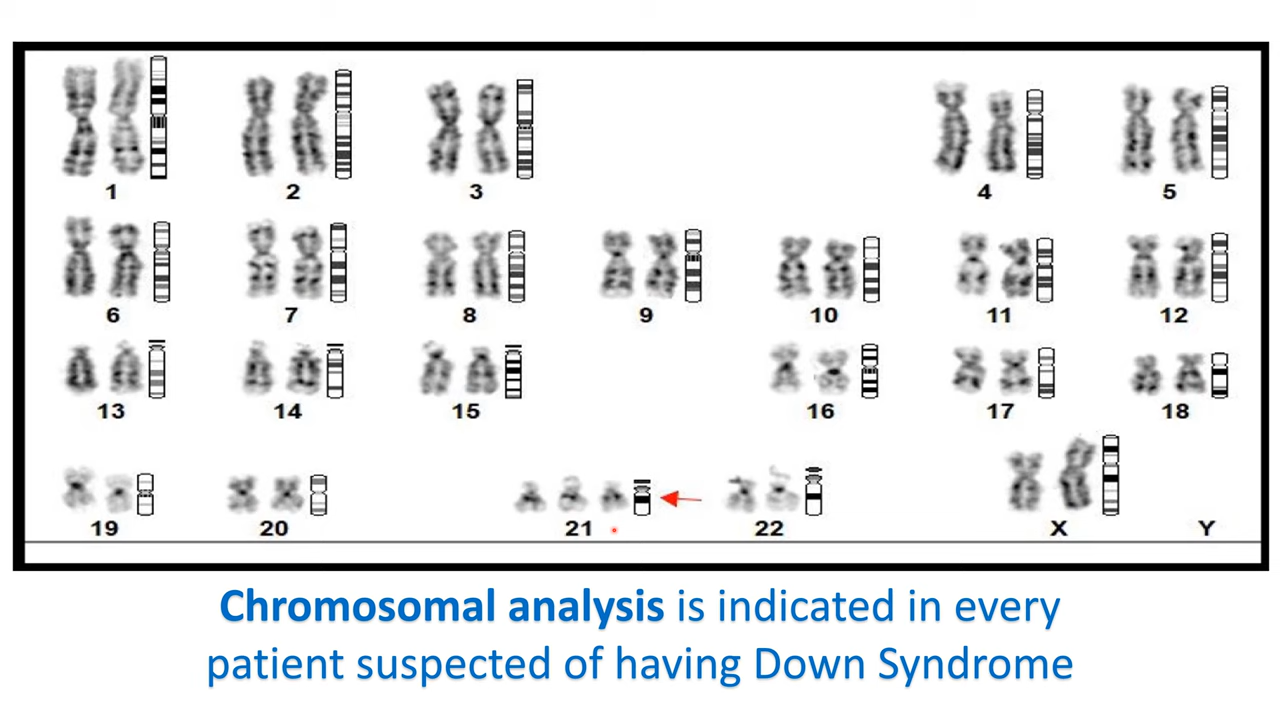 1 2 3 4 5
6 7 8 9 10 11 12
13 14 15 16 17 18
19 20 21 22 X Y
Chromosomal analysis is indicated in every
patient suspected of having Down Syndrome